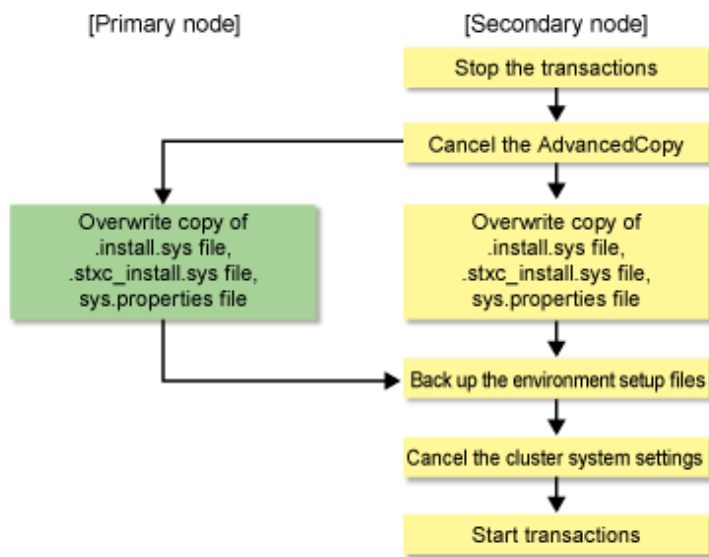 [Primary node]
[Secondary node]
Stop the transactions
Cancel the AdvancedCopy
Overwrite copy of
.install.sys file,
.stxc_install.sys file,
sys.properties file
Overwrite copy of
.install.sys file,
.stxc_install.sys file,
sys.properties file
Back up the environment setup files
Cancel the cluster system settings
Start transactions